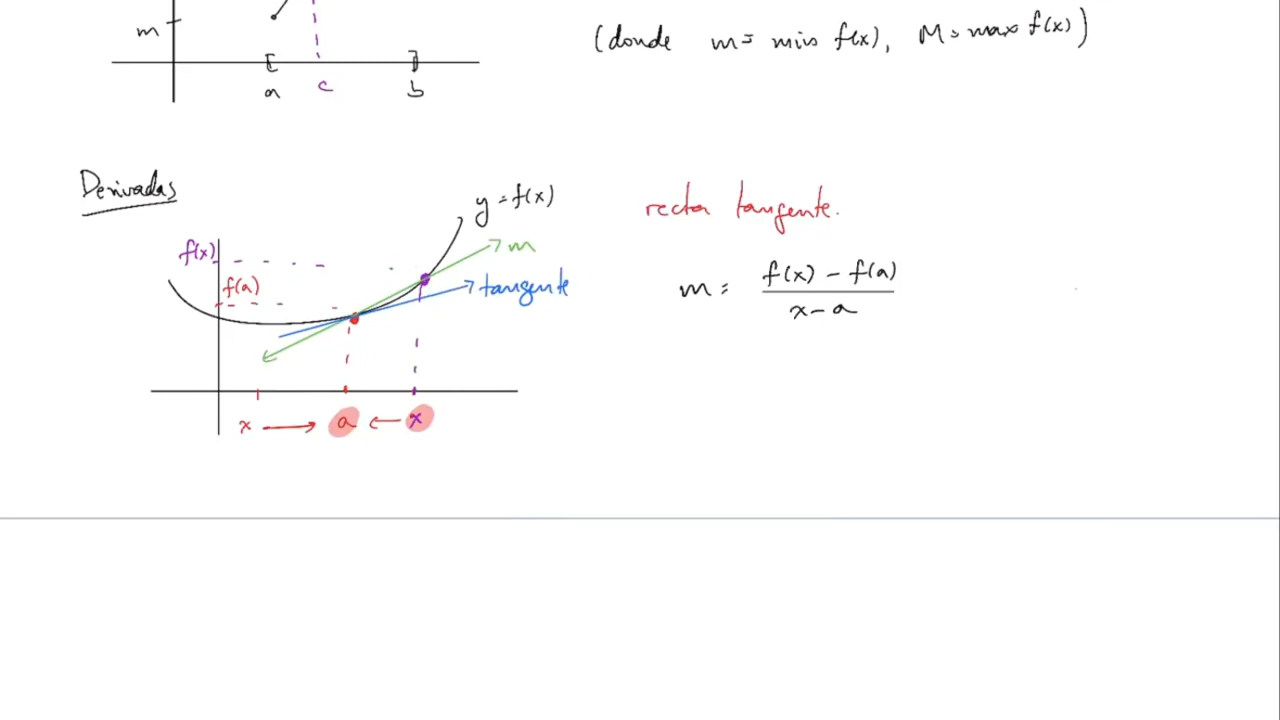 m
(donde m = min f(x), M = max f(x))
a c b
Derivadas
y = f(x)
recta tangente.
f(x)
m
f(a)
tangente
m = f(x) - f(a)
x - a
x → a ← x